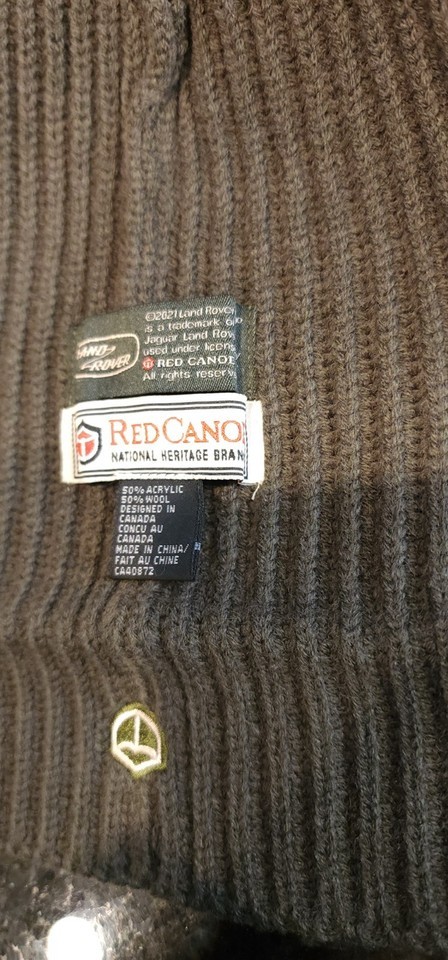 ©2021 Land Rover
is a trademark o
Jaguar Land Rov
used under licens
RED CANOE
All rights reserv
LAND
ROVER
RED CANO
NATIONAL HERITAGE BRAN
50% ACRYLIC
50% WOOL
DESIGNED IN
CANADA
CONCU AU
CANADA
MADE IN CHINA/
FAIT AU CHINE
CA40872